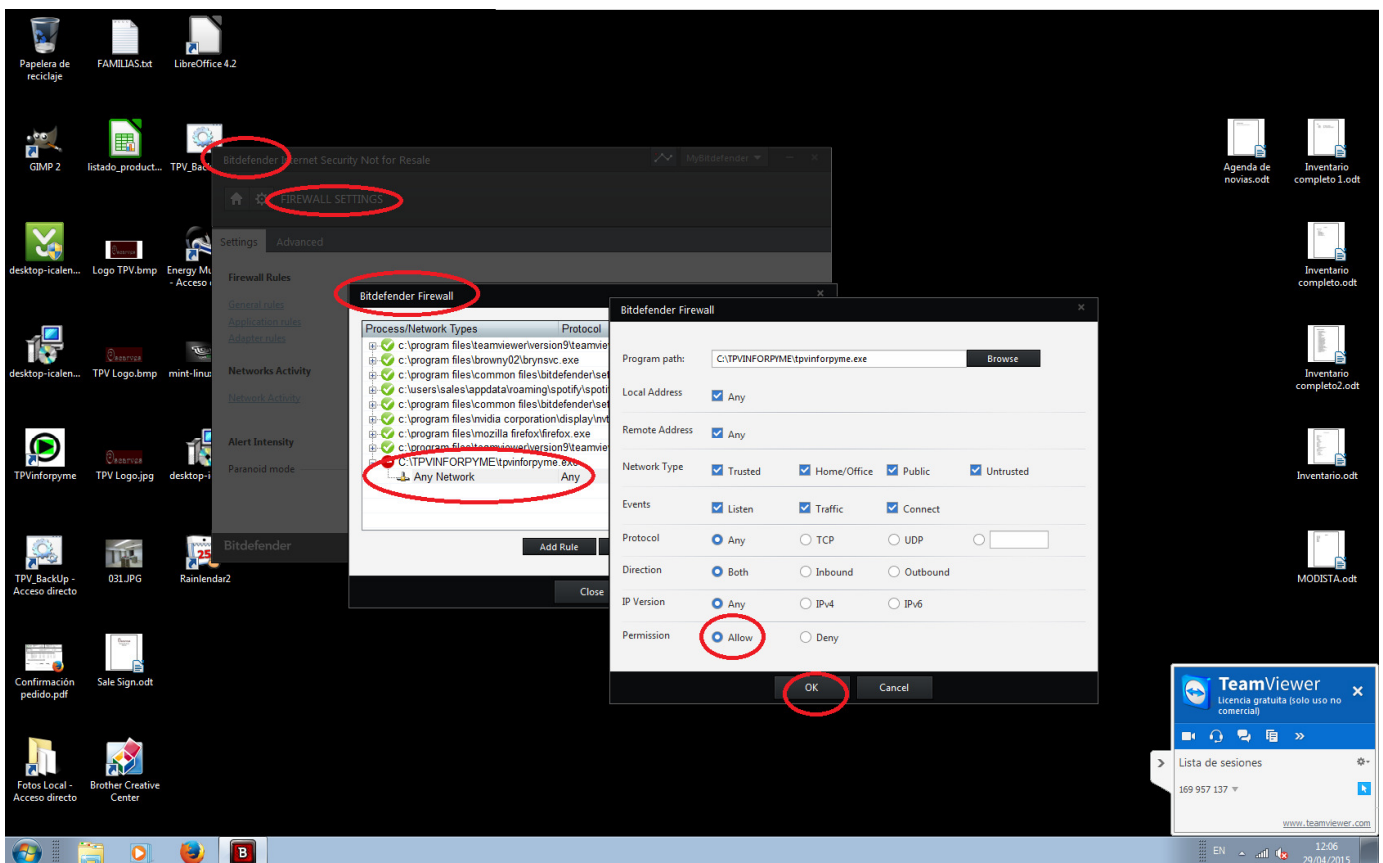 Papelera de
reciclaje
FAMILIAS.txt
LibreOffice 4.2
GIMP 2
listado_product...
TPV_Bac
Agenda de
novias.odt
Inventario
completo 1.odt
Bitdefender Internet Security Not for Resale
MyBitdefender
FIREWALL SETTINGS
Settings
Advanced
Firewall Rules
General rules
Application rules
Adapter rules
Networks Activity
Network Activity
Alert Intensity
Paranoid mode
Bitdefender
desktop-icalen...
Logo TPV.bmp
Energy Mu
- Acceso
Inventario
completo.odt
desktop-icalen...
TPV Logo.bmp
mint-linu
Inventario
completo2.odt
TPVinforpyme
TPV Logo.jpg
desktop-i
Inventario.odt
TPV_BackUp -
Acceso directo
031.JPG
25
Rainlendar2
MODISTA.odt
Confirmación
pedido.pdf
Sale Sign.odt
Fotos Local -
Acceso directo
Brother Creative
Center
Bitdefender Firewall
Process/Network Types
Protocol
c:\program files\teamviewer\version9\teamvie
c:\program files\browny02\brynsvc.exe
c:\program files\common files\bitdefender\set
c:\users\sales\appdata\roaming\spotify\spoti
c:\program files\common files\bitdefender\set
c:\program files\nvidia corporation\display\nvt
c:\program files\mozilla firefox\firefox.exe
c:\program files\teamviewer\version9\teamvie
C:\TPVINFORPYME\tpvinforpyme.exe
Any Network
Any
Add Rule
Close
Bitdefender Firewall
Program path:
C:\TPVINFORPYME\tpvinforpyme.exe
Browse
Local Address
Any
Remote Address
Any
Network Type
Trusted
Home/Office
Public
Untrusted
Events
Listen
Traffic
Connect
Protocol
Any
TCP
UDP
Direction
Both
Inbound
Outbound
IP Version
Any
IPv4
IPv6
Permission
Allow
Deny
OK
Cancel
TeamViewer
Licencia gratuita (solo uso no
comercial)
Lista de sesiones
169 957 137
www.teamviewer.com
B
EN
12:06
29/04/2015